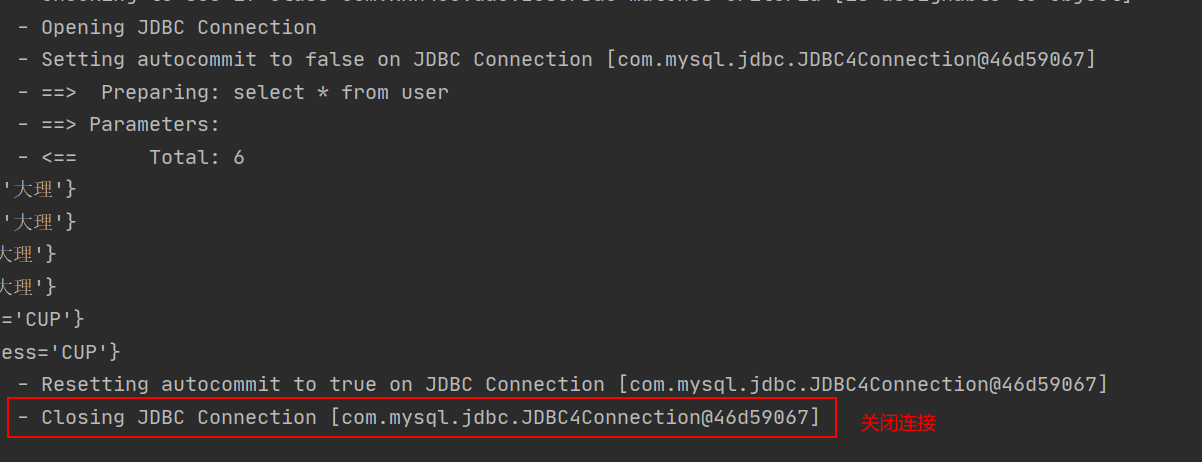 - Opening JDBC Connection
- Setting autocommit to false on JDBC Connection [com.mysql.jdbc.JDBC4Connection@46d59067]
- ==>  Preparing: select * from user
- ==> Parameters:
- <==      Total: 6
'大理'}
'大理'}
大理'}
大理'}
='CUP'}
ess='CUP'}
- Resetting autocommit to true on JDBC Connection [com.mysql.jdbc.JDBC4Connection@46d59067]
- Closing JDBC Connection [com.mysql.jdbc.JDBC4Connection@46d59067] 关闭连接